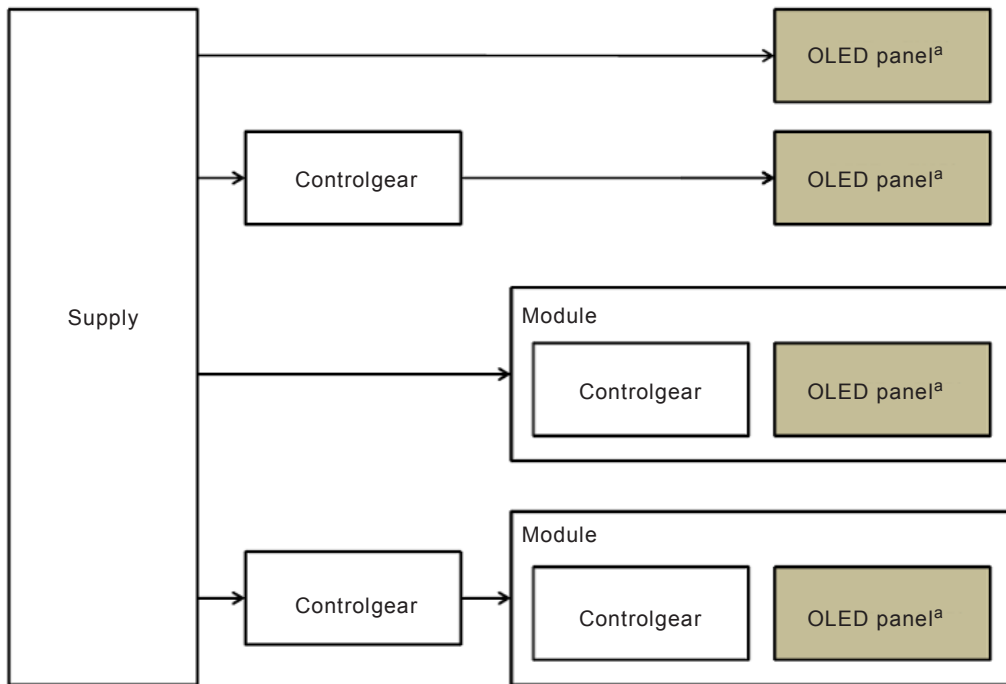 OLED panelᵃ
Controlgear
OLED panelᵃ
Supply
Module
Controlgear
OLED panelᵃ
Module
Controlgear
Controlgear
OLED panelᵃ